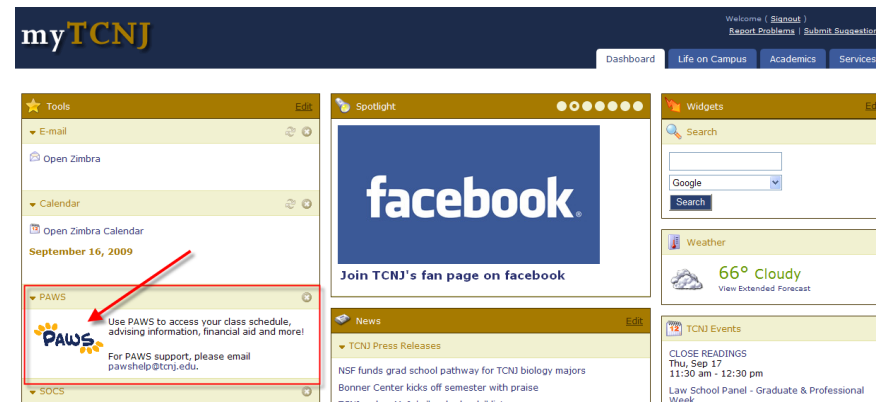 myTCNJ
Welcome ( Signout )
Report Problems | Submit Suggestion
Dashboard
Life on Campus
Academics
Services
Tools
Edit
E-mail
Open Zimbra
Calendar
Open Zimbra Calendar
September 16, 2009
PAWS
PAWS
Use PAWS to access your class schedule,
advising information, financial aid and more!
For PAWS support, please email
pawshelp@tcnj.edu.
SOCS
Spotlight
facebook
Join TCNJ's fan page on facebook
News
Edit
TCNJ Press Releases
NSF funds grad school pathway for TCNJ biology majors
Bonner Center kicks off semester with praise
Widgets
Search
Google
Search
Weather
66° Cloudy
View Extended Forecast
12 TCNJ Events
CLOSE READINGS
Thu, Sep 17
11:30 am - 12:30 pm
Law School Panel - Graduate & Professional
Week